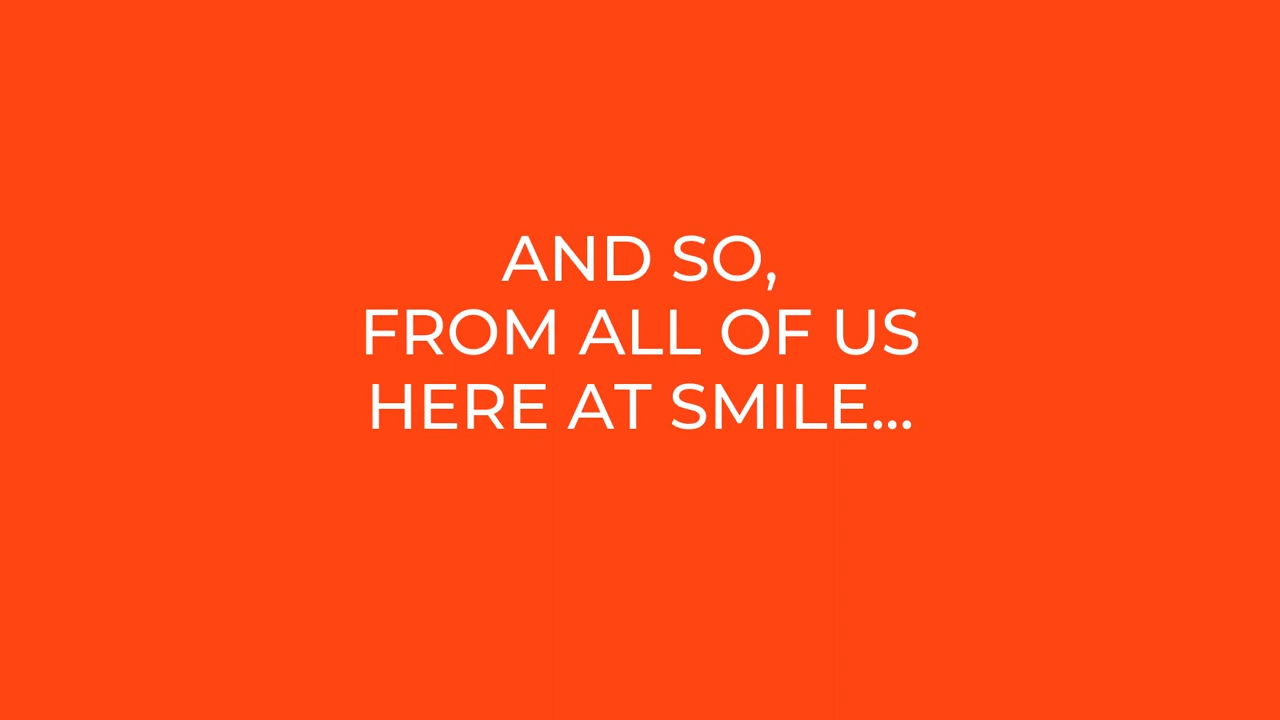 AND SO,
FROM ALL OF US
HERE AT SMILE...